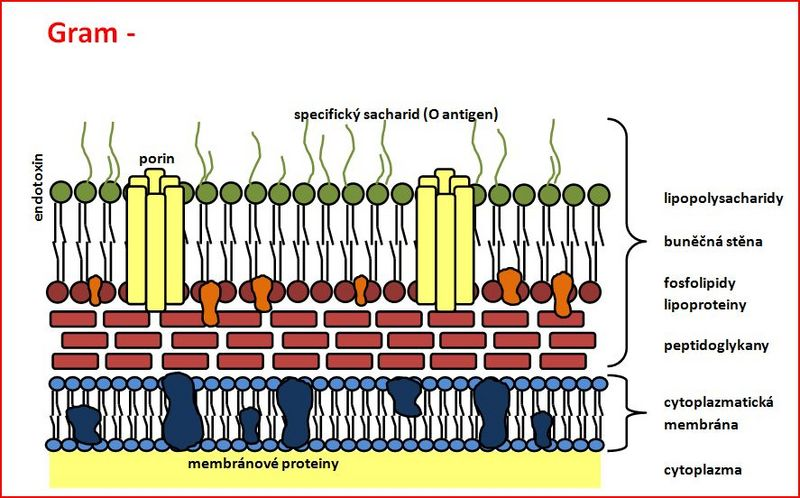 Gram -
specifický sacharid (O antigen)
porin
endotoxin
lipopolysacharidy
buněčná stěna
fosfolipidy
lipoproteiny
peptidoglykany
cytoplazmatická
membrána
membránové proteiny
cytoplazma